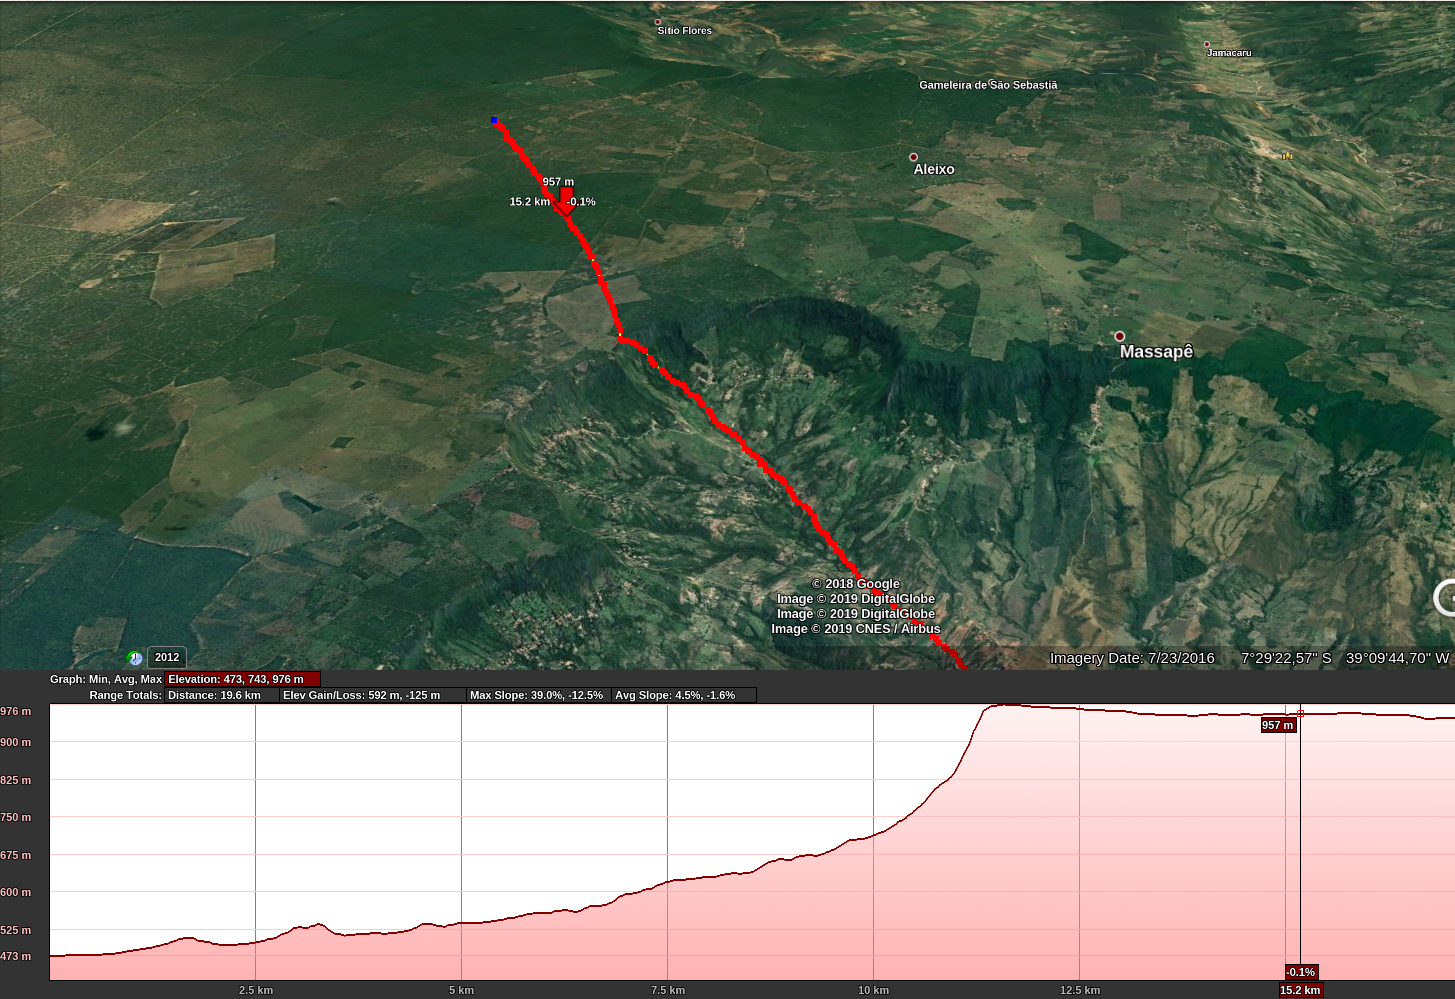 Sítio Flores
Jamacaru
Gameleira de São Sebastiã
Aleixo
957 m
15.2 km -0.1%
Massapê
© 2018 Google
Image © 2019 DigitalGlobe
Image © 2019 DigitalGlobe
Image © 2019 CNES / Airbus
2012
Imagery Date: 7/23/2016 7°29'22,57" S 39°09'44,70" W
Graph: Min, Avg, Max Elevation: 473, 743, 976 m
Range Totals: Distance: 19.6 km Elev Gain/Loss: 592 m, -125 m Max Slope: 39.0%, -12.5% Avg Slope: 4.5%, -1.6%
976 m
957 m
900 m
825 m
750 m
675 m
600 m
525 m
473 m
-0.1%
2.5 km 5 km 7.5 km 10 km 12.5 km 15.2 km